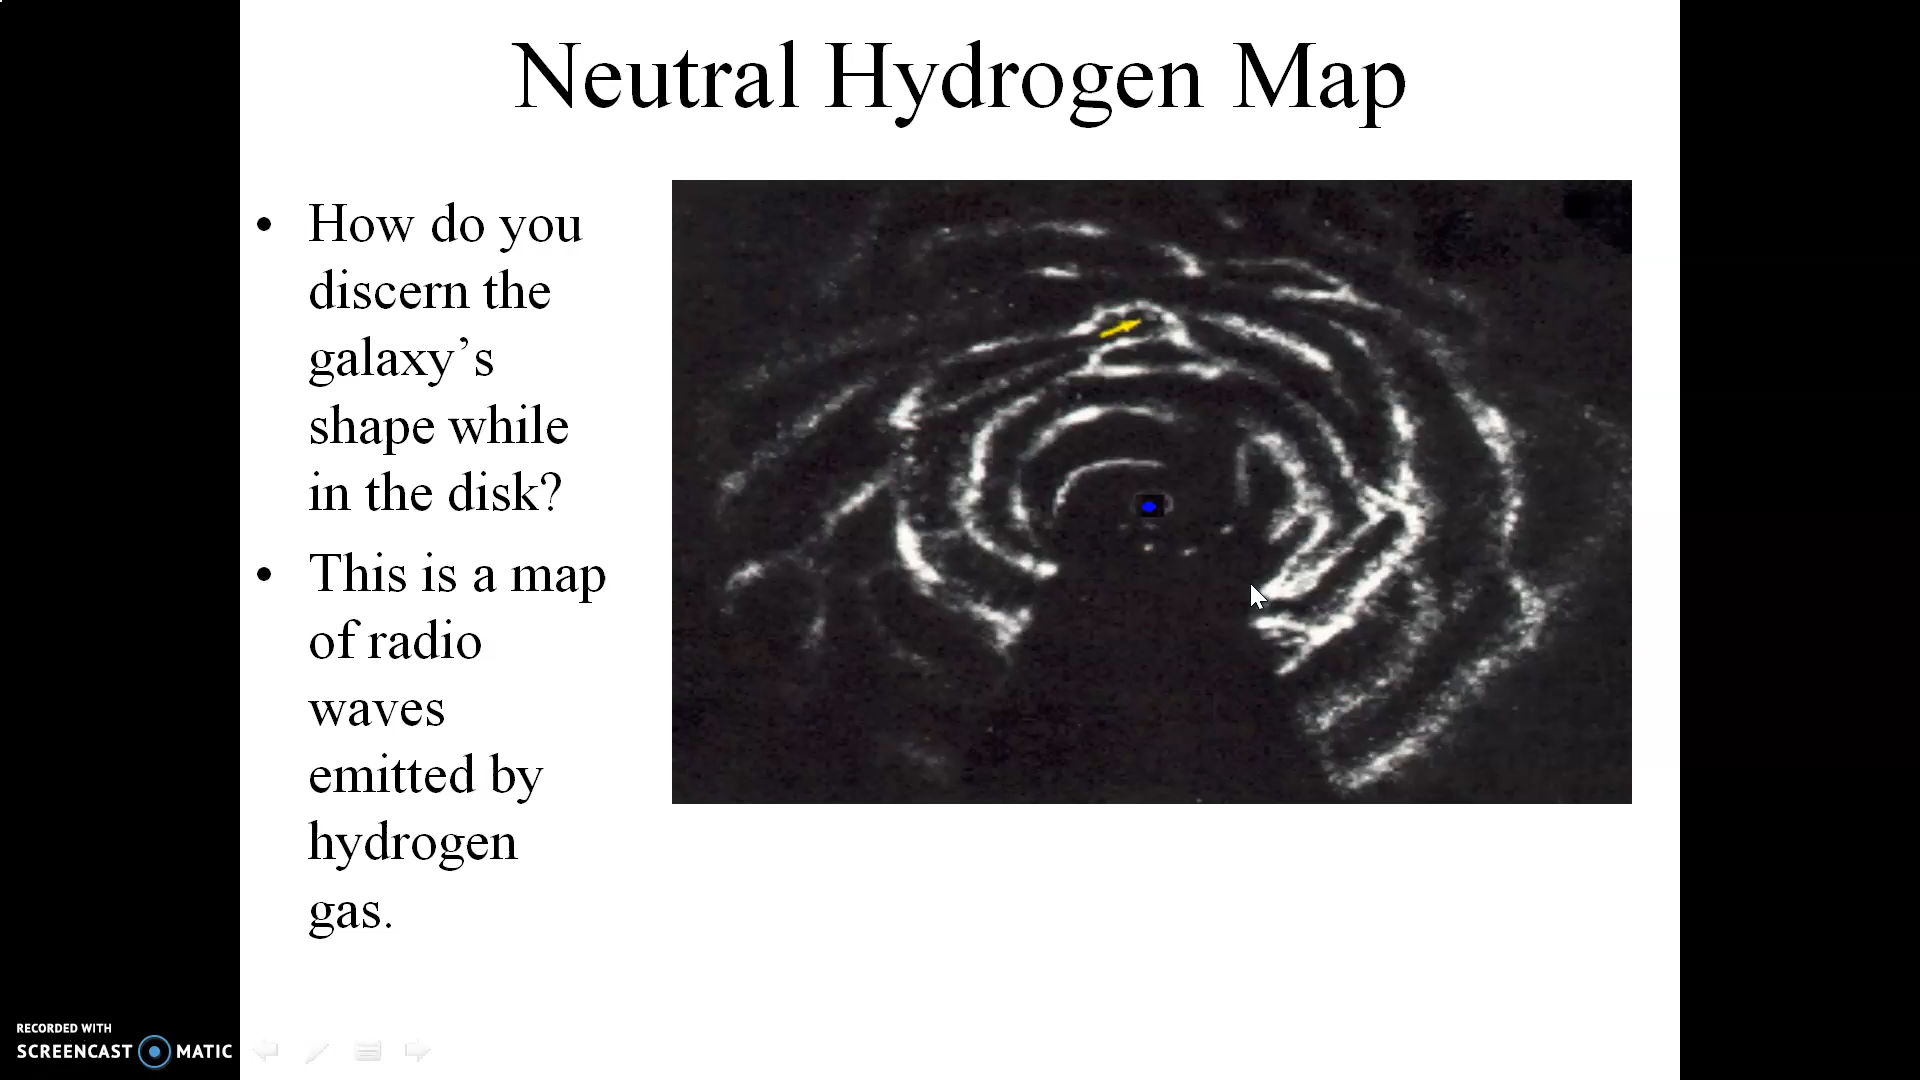 Neutral Hydrogen Map
• How do you
discern the
galaxy’s
shape while
in the disk?
• This is a map
of radio
waves
emitted by
hydrogen
gas.
RECORDED WITH
SCREENCAST MATIC